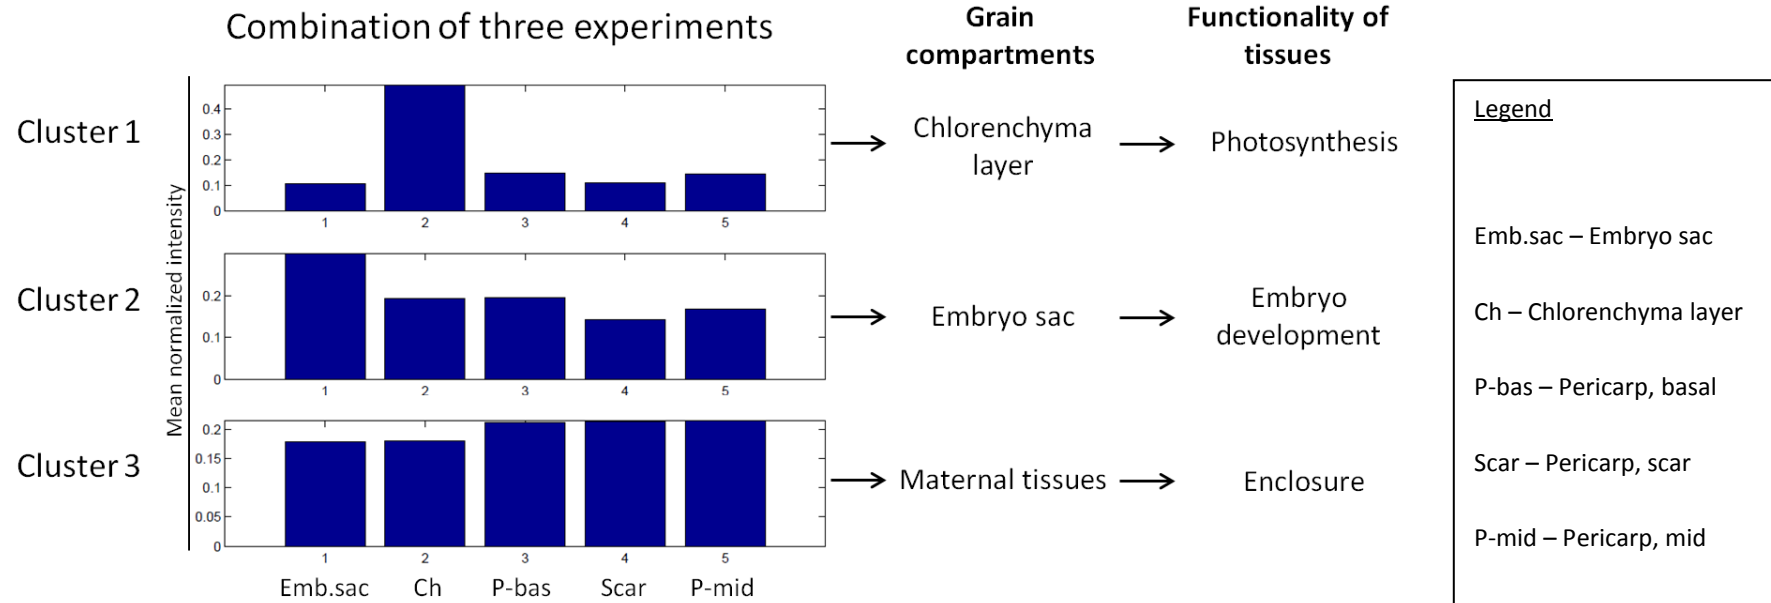 Combination of three experiments
Grain
compartments
Functionality of
tissues
Mean normalized intensity
Cluster 1
0.4
0.3
0.2
0.1
0
1 2 3 4 5
Chlorenchyma
layer
Photosynthesis
Cluster 2
0.2
0.1
0
1 2 3 4 5
Embryo sac
Embryo
development
Cluster 3
0.2
0.15
0.1
0.05
0
1 2 3 4 5
Emb.sac Ch P-bas Scar P-mid
Maternal tissues
Enclosure
Legend
Emb.sac – Embryo sac
Ch – Chlorenchyma layer
P-bas – Pericarp, basal
Scar – Pericarp, scar
P-mid – Pericarp, mid